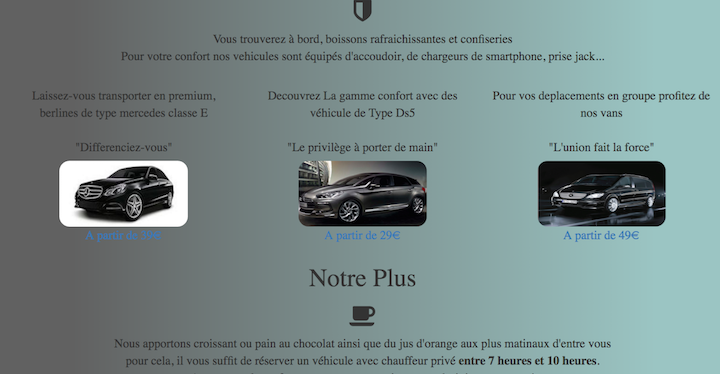 Vous trouverez à bord, boissons rafraichissantes et confiseries
Pour votre confort nos vehicules sont équipés d'accoudoir, de chargeurs de smartphone, prise jack...
Laissez-vous transporter en premium,
berlines de type mercedes classe E
"Differenciez-vous"
A partir de
Decouvrez La gamme confort avec des
véhicule de Type Ds5
"Le privilège à porter de main"
A partir de 29€
Pour vos deplacements en groupe profitez de
nos vans
"L'union fait la force"
A partir de 49€
Notre Plus
Nous apportons croissant ou pain au chocolat ainsi que du jus d'orange aux plus matinaux d'entre vous
pour cela, il vous suffit de réserver un véhicule avec chauffeur privé entre 7 heures et 10 heures.